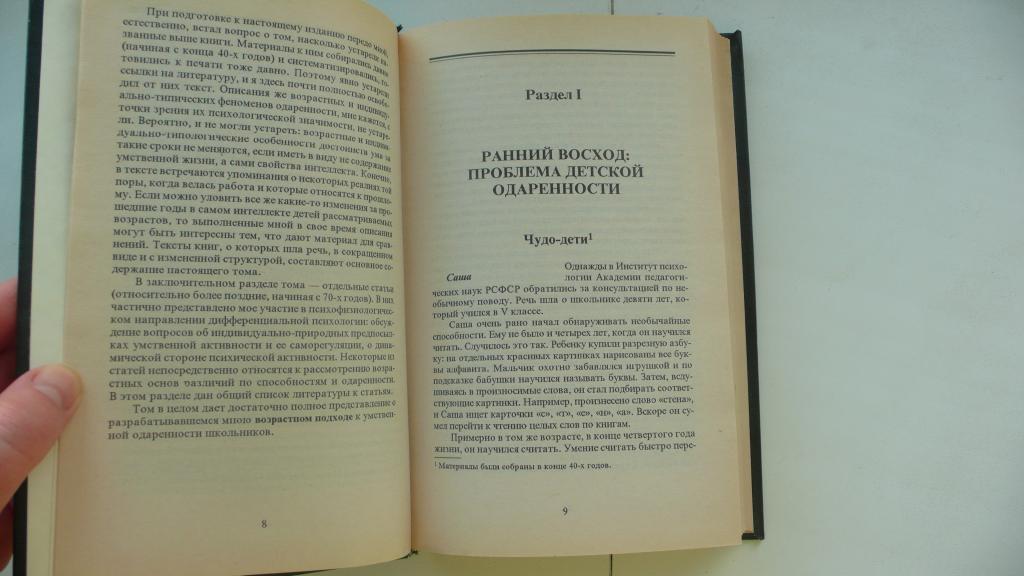 При подготовке к настоящему изданию передо мной,
естественно, встал вопрос о том, насколько устарели на-
званные выше книги. Материалы к ним собирались давно
(начиная с конца 40-х годов) и систематизировались, го-
товились к печати тоже давно. Поэтому явно устарели
ссылки на литературу, и я здесь почти полностью освобо-
дил от них текст. Описания же возрастных и индивиду-
ально-типических феноменов одаренности, мне кажется, с
точки зрения их психологической значимости, не устаре-
ли. Вероятно, и не могли устареть: возрастные и индиви-
дуально-типологические особенности достоинств ума за
такие сроки не меняются, если иметь в виду не содержание
умственной жизни, а сами свойства интеллекта. Конечно,
в тексте встречаются упоминания о некоторых реалиях той
поры, когда велась работа и которые относятся к прошло-
му. Если можно уловить все же какие-то изменения за про-
шедшие годы в самом интеллекте детей рассматриваемых
возрастов, то выполненные мной в свое время описания
могут быть интересны тем, что дают материал для срав-
нений. Тексты книг, о которых шла речь, в сокращенном
виде и с измененной структурой, составляют основное со-
держание настоящего тома.
В заключительном разделе тома — отдельные статьи
(относительно более поздние, начиная с 70-х годов). В них
частично представлено мое участие в психофизиологичес-
ком направлении дифференциальной психологии: обсуж-
дение вопросов об индивидуально-природных предпосыл-
ках умственной активности и ее саморегуляции, о дина-
мической стороне психической активности. Некоторые из
статей непосредственно относятся к рассмотрению возра-
стных основ различий по способностям и одаренности.
В этом разделе дан общий список литературы к статьям.
Том в целом дает достаточно полное представление о
разрабатывавшемся мною возрастном подходе к умствен-
ной одаренности школьников.
8
Раздел I
РАННИЙ ВОСХОД:
ПРОБЛЕМА ДЕТСКОЙ
ОДАРЕННОСТИ
Чудо-дети¹
Саша Однажды в Институт психо-
логии Академии педагоги-
ческих наук РСФСР обратились за консультацией по не-
обычному поводу. Речь шла о школьнике девяти лет, ко-
торый учился в V классе.
Саша очень рано начал обнаруживать необычайные
способности. Ему не было и четырех лет, когда он научился
читать. Случилось это так. Ребенку купили разрезную азбу-
ку: на отдельных красивых картинках нарисованы все бук-
вы алфавита. Мальчик охотно забавлялся игрушкой и по
подсказке бабушки научился называть буквы. Затем, вслу-
шиваясь в произносимые слова, он стал подбирать соответ-
ствующие картинки. Например, произнесено слово «стена»,
и Саша ищет карточки «с», «т», «е», «н», «а». Вскоре он су-
мел перейти к чтению целых слов по книгам.
Примерно в том же возрасте, в конце четвертого года
жизни, он научился считать. Умение считать быстро пере-
¹ Материалы были собраны в конце 40-х годов.
9